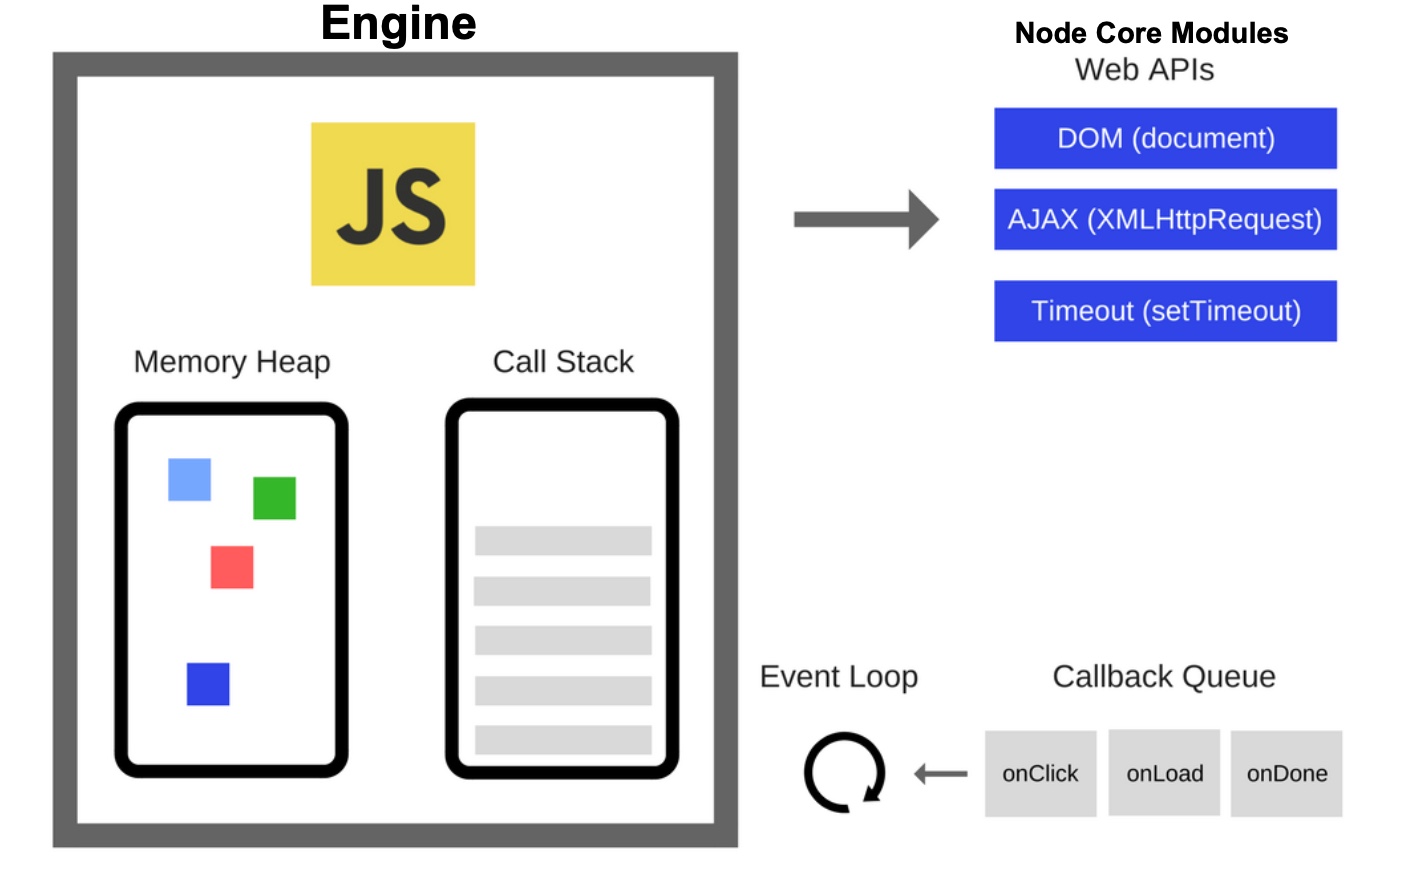 Engine
Node Core Modules
Web APIs
DOM (document)
JS
AJAX (XMLHttpRequest)
Timeout (setTimeout)
Memory Heap
Call Stack
Event Loop
Callback Queue
onClick
onLoad
onDone